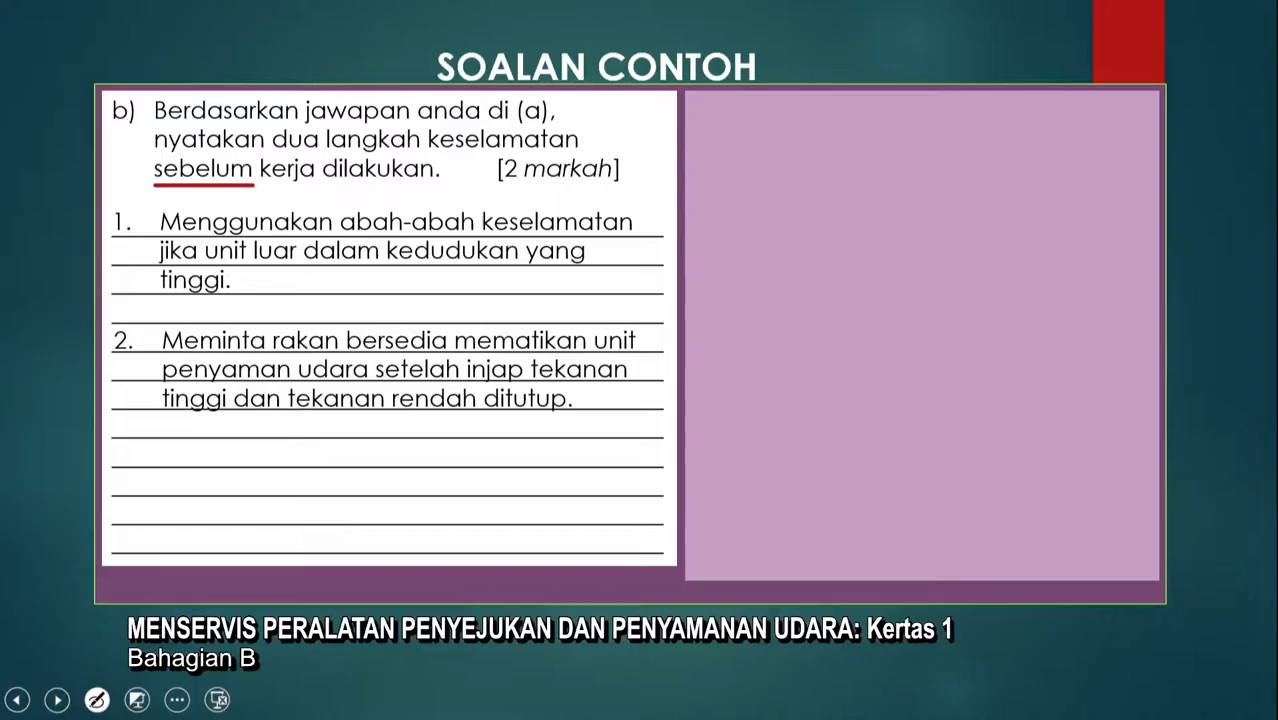 SOALAN CONTOH
b) Berdasarkan jawapan anda di (a),
nyatakan dua langkah keselamatan
sebelum kerja dilakukan. [2 markah]
1. Menggunakan abah-abah keselamatan
jika unit luar dalam kedudukan yang
tinggi.
2. Meminta rakan bersedia mematikan unit
penyaman udara setelah injap tekanan
tinggi dan tekanan rendah ditutup.
MENSERVIS PERALATAN PENYEJUKAN DAN PENYAMANAN UDARA: Kertas 1
Bahagian B